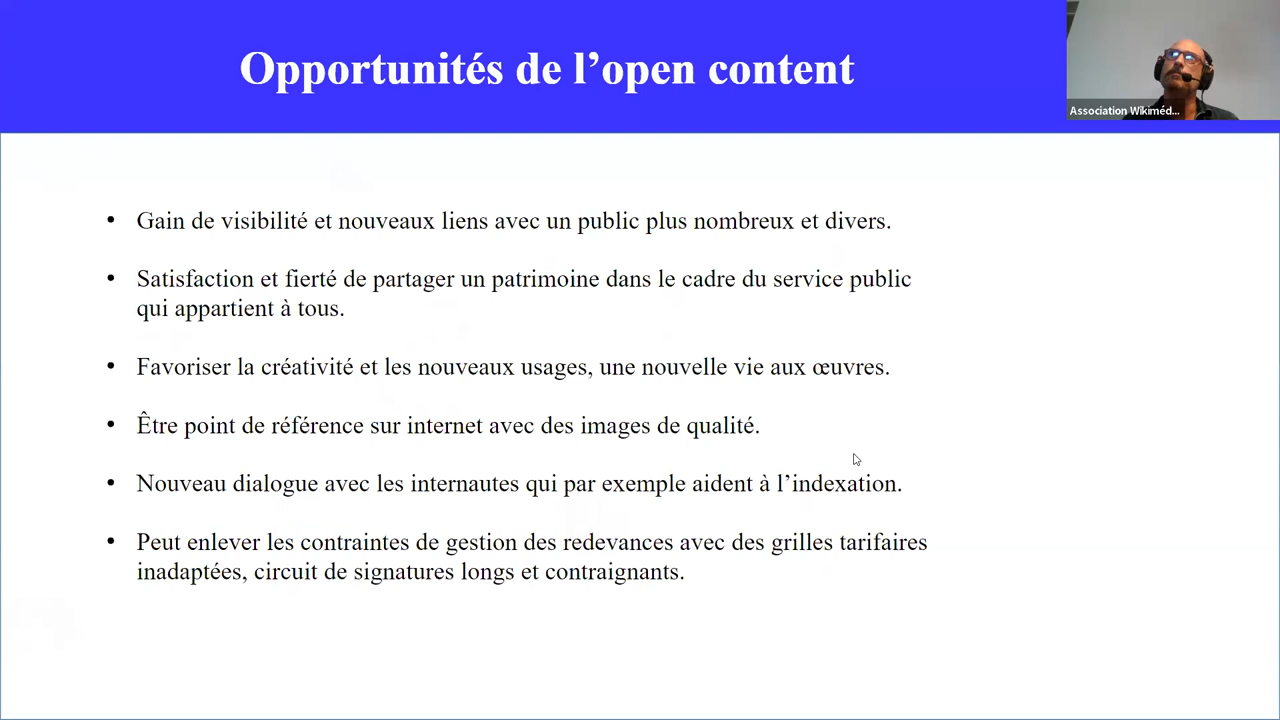 Opportunités de l’open content
Association Wikiméd...
• Gain de visibilité et nouveaux liens avec un public plus nombreux et divers.
• Satisfaction et fierté de partager un patrimoine dans le cadre du service public
qui appartient à tous.
• Favoriser la créativité et les nouveaux usages, une nouvelle vie aux œuvres.
• Être point de référence sur internet avec des images de qualité.
• Nouveau dialogue avec les internautes qui par exemple aident à l’indexation.
• Peut enlever les contraintes de gestion des redevances avec des grilles tarifaires
inadaptées, circuit de signatures longs et contraignants.